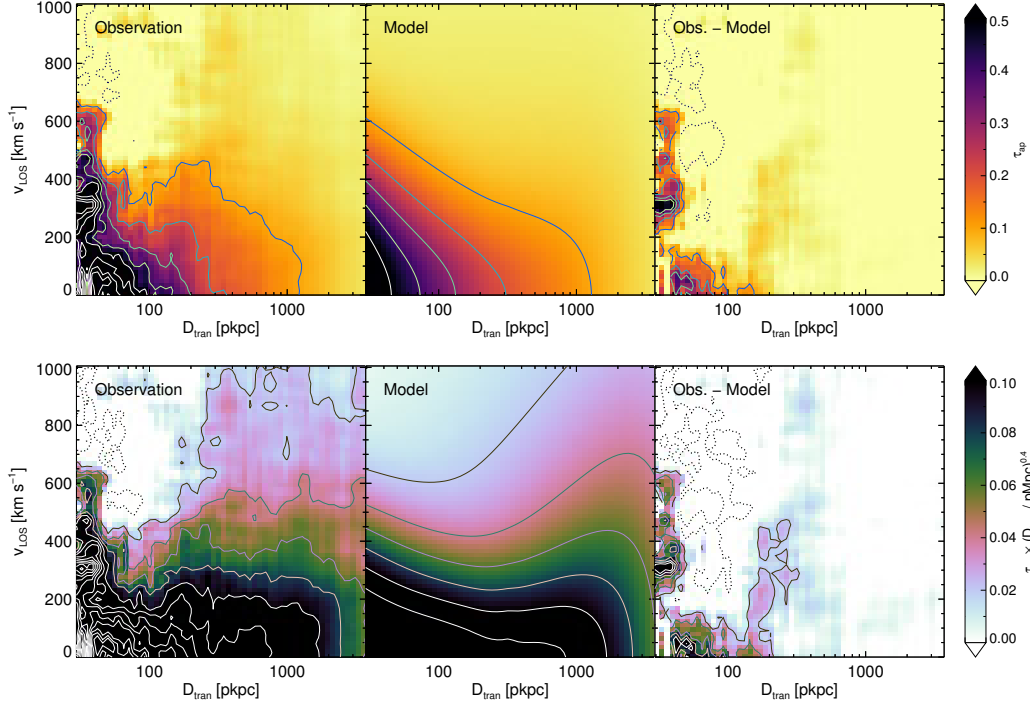 Observation
Model
Obs. − Model
1000
800
600
400
200
0
v_LOS [km s⁻¹]
100
1000
100
1000
100
1000
D_tran [pkpc]
D_tran [pkpc]
D_tran [pkpc]
0.5
0.4
0.3
0.2
0.1
0.0
τ_ap
Observation
Model
Obs. − Model
1000
800
600
400
200
0
v_LOS [km s⁻¹]
100
1000
100
1000
100
1000
D_tran [pkpc]
D_tran [pkpc]
D_tran [pkpc]
0.10
0.08
0.06
0.04
0.02
0.00
/ pMpc)^0.4